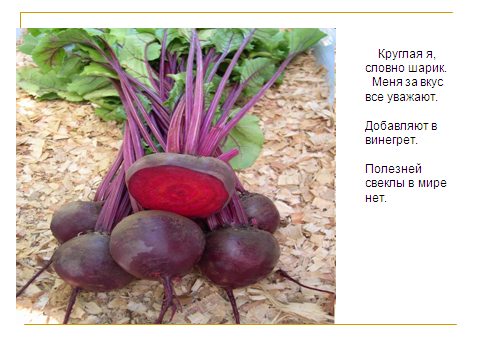 Круглая я,
словно шарик.
Меня за вкус
все уважают.
Добавляют в
винегрет.
Полезней
свеклы в мире
нет.